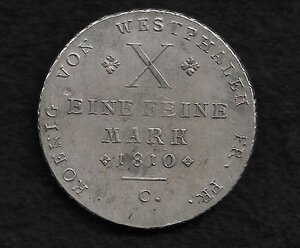 KOENIG VON WESTPHALEN FR. PR.
X
EINE FEINE
MARK
1810
C.